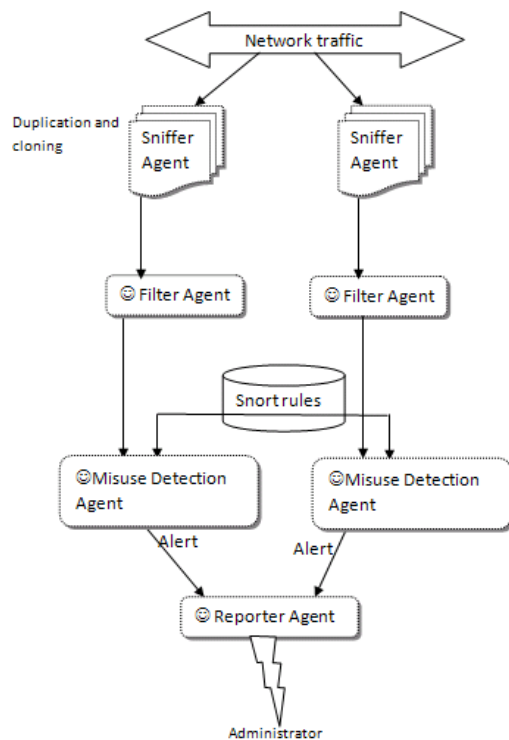 Network traffic
Duplication and
cloning
Sniffer
Agent
Sniffer
Agent
☺ Filter Agent
☺ Filter Agent
Snort rules
☺Misuse Detection
Agent
☺Misuse Detection
Agent
Alert
Alert
☺ Reporter Agent
Administrator